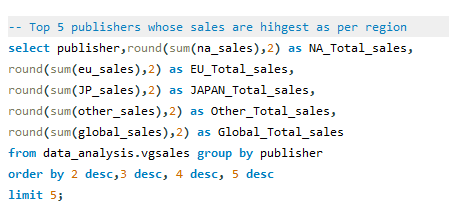 -- Top 5 publishers whose sales are hihgest as per region
select publisher,round(sum(na_sales),2) as NA_Total_sales,
round(sum(eu_sales),2) as EU_Total_sales,
round(sum(JP_sales),2) as JAPAN_Total_sales,
round(sum(other_sales),2) as Other_Total_sales,
round(sum(global_sales),2) as Global_Total_sales
from data_analysis.vgsales group by publisher
order by 2 desc,3 desc, 4 desc, 5 desc
limit 5;